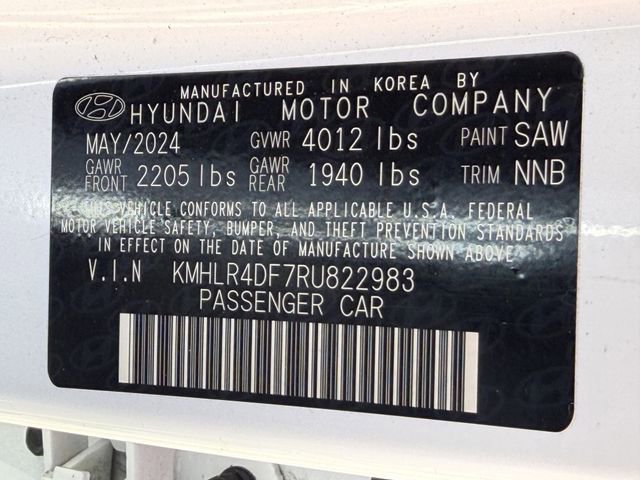 MANUFACTURED IN KOREA BY
HYUNDAI MOTOR COMPANY
MAY/2024 GVWR 4012 lbs PAINT SAW
GAWR FRONT 2205 lbs GAWR REAR 1940 lbs TRIM NNB
THIS VEHICLE CONFORMS TO ALL APPLICABLE U.S.A. FEDERAL
MOTOR VEHICLE SAFETY, BUMPER, AND THEFT PREVENTION STANDARDS
IN EFFECT ON THE DATE OF MANUFACTURE SHOWN ABOVE
V.I.N KMHLR4DF7RU822983
PASSENGER CAR